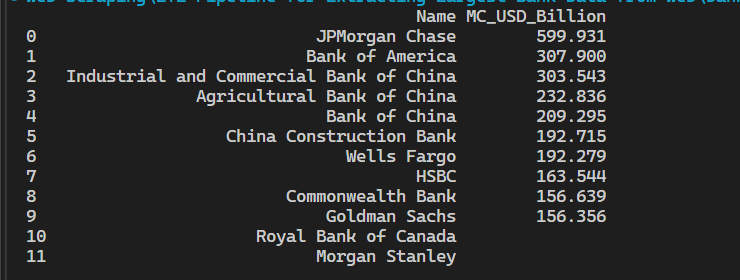 Name MC_USD_Billion
0 JPMorgan Chase 599.931
1 Bank of America 307.900
2 Industrial and Commercial Bank of China 303.543
3 Agricultural Bank of China 232.836
4 Bank of China 209.295
5 China Construction Bank 192.715
6 Wells Fargo 192.279
7 HSBC 163.544
8 Commonwealth Bank 156.639
9 Goldman Sachs 156.356
10 Royal Bank of Canada
11 Morgan Stanley